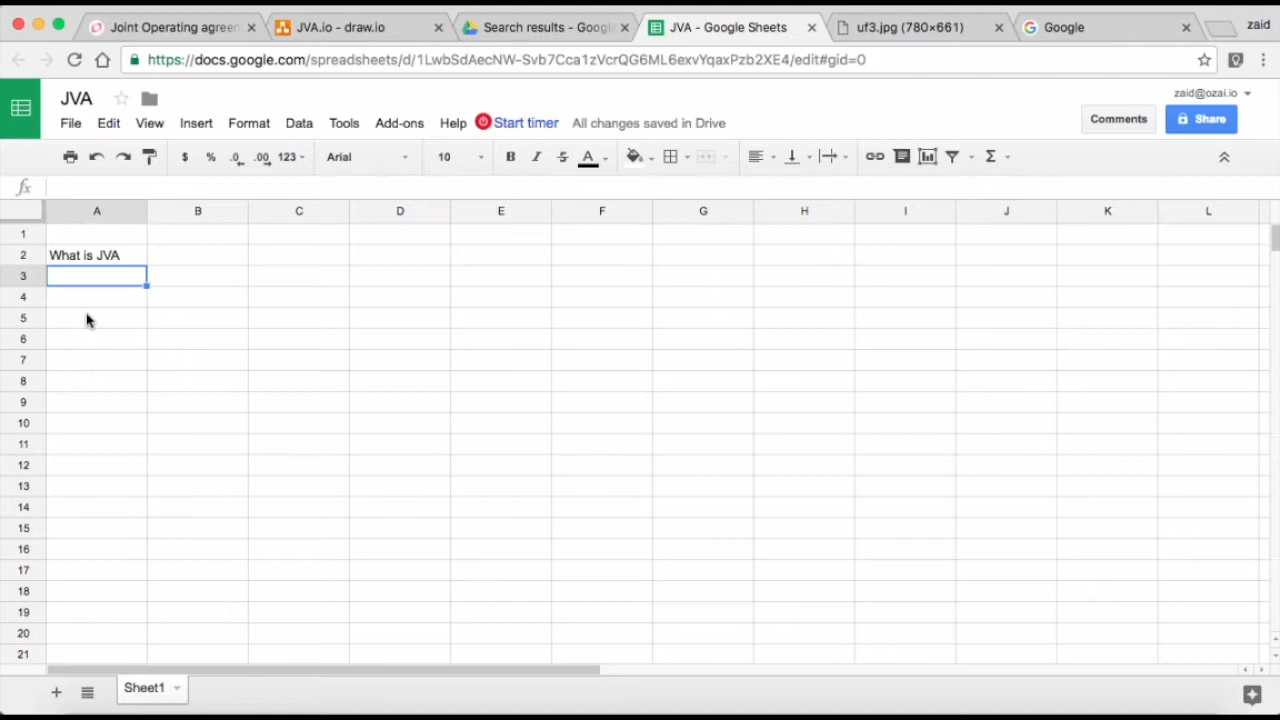 Joint Operating agreen
JVA.io - draw.io
Search results - Googl
JVA - Google Sheets
uf3.jpg (780×661)
Google
zaid
https://docs.google.com/spreadsheets/d/1LwbSdAecNW-Svb7Cca1zVcrQG6ML6exvYqaxPzb2XE4/edit#gid=0
JVA
zaid@ozai.io
File Edit View Insert Format Data Tools Add-ons Help Start timer All changes saved in Drive
Comments
Share
$ % .0 .00 123 Arial 10 B I S A Σ
fx
A B C D E F G H I J K L
1
2 What is JVA
3
4
5
6
7
8
9
10
11
12
13
14
15
16
17
18
19
20
21
Sheet1